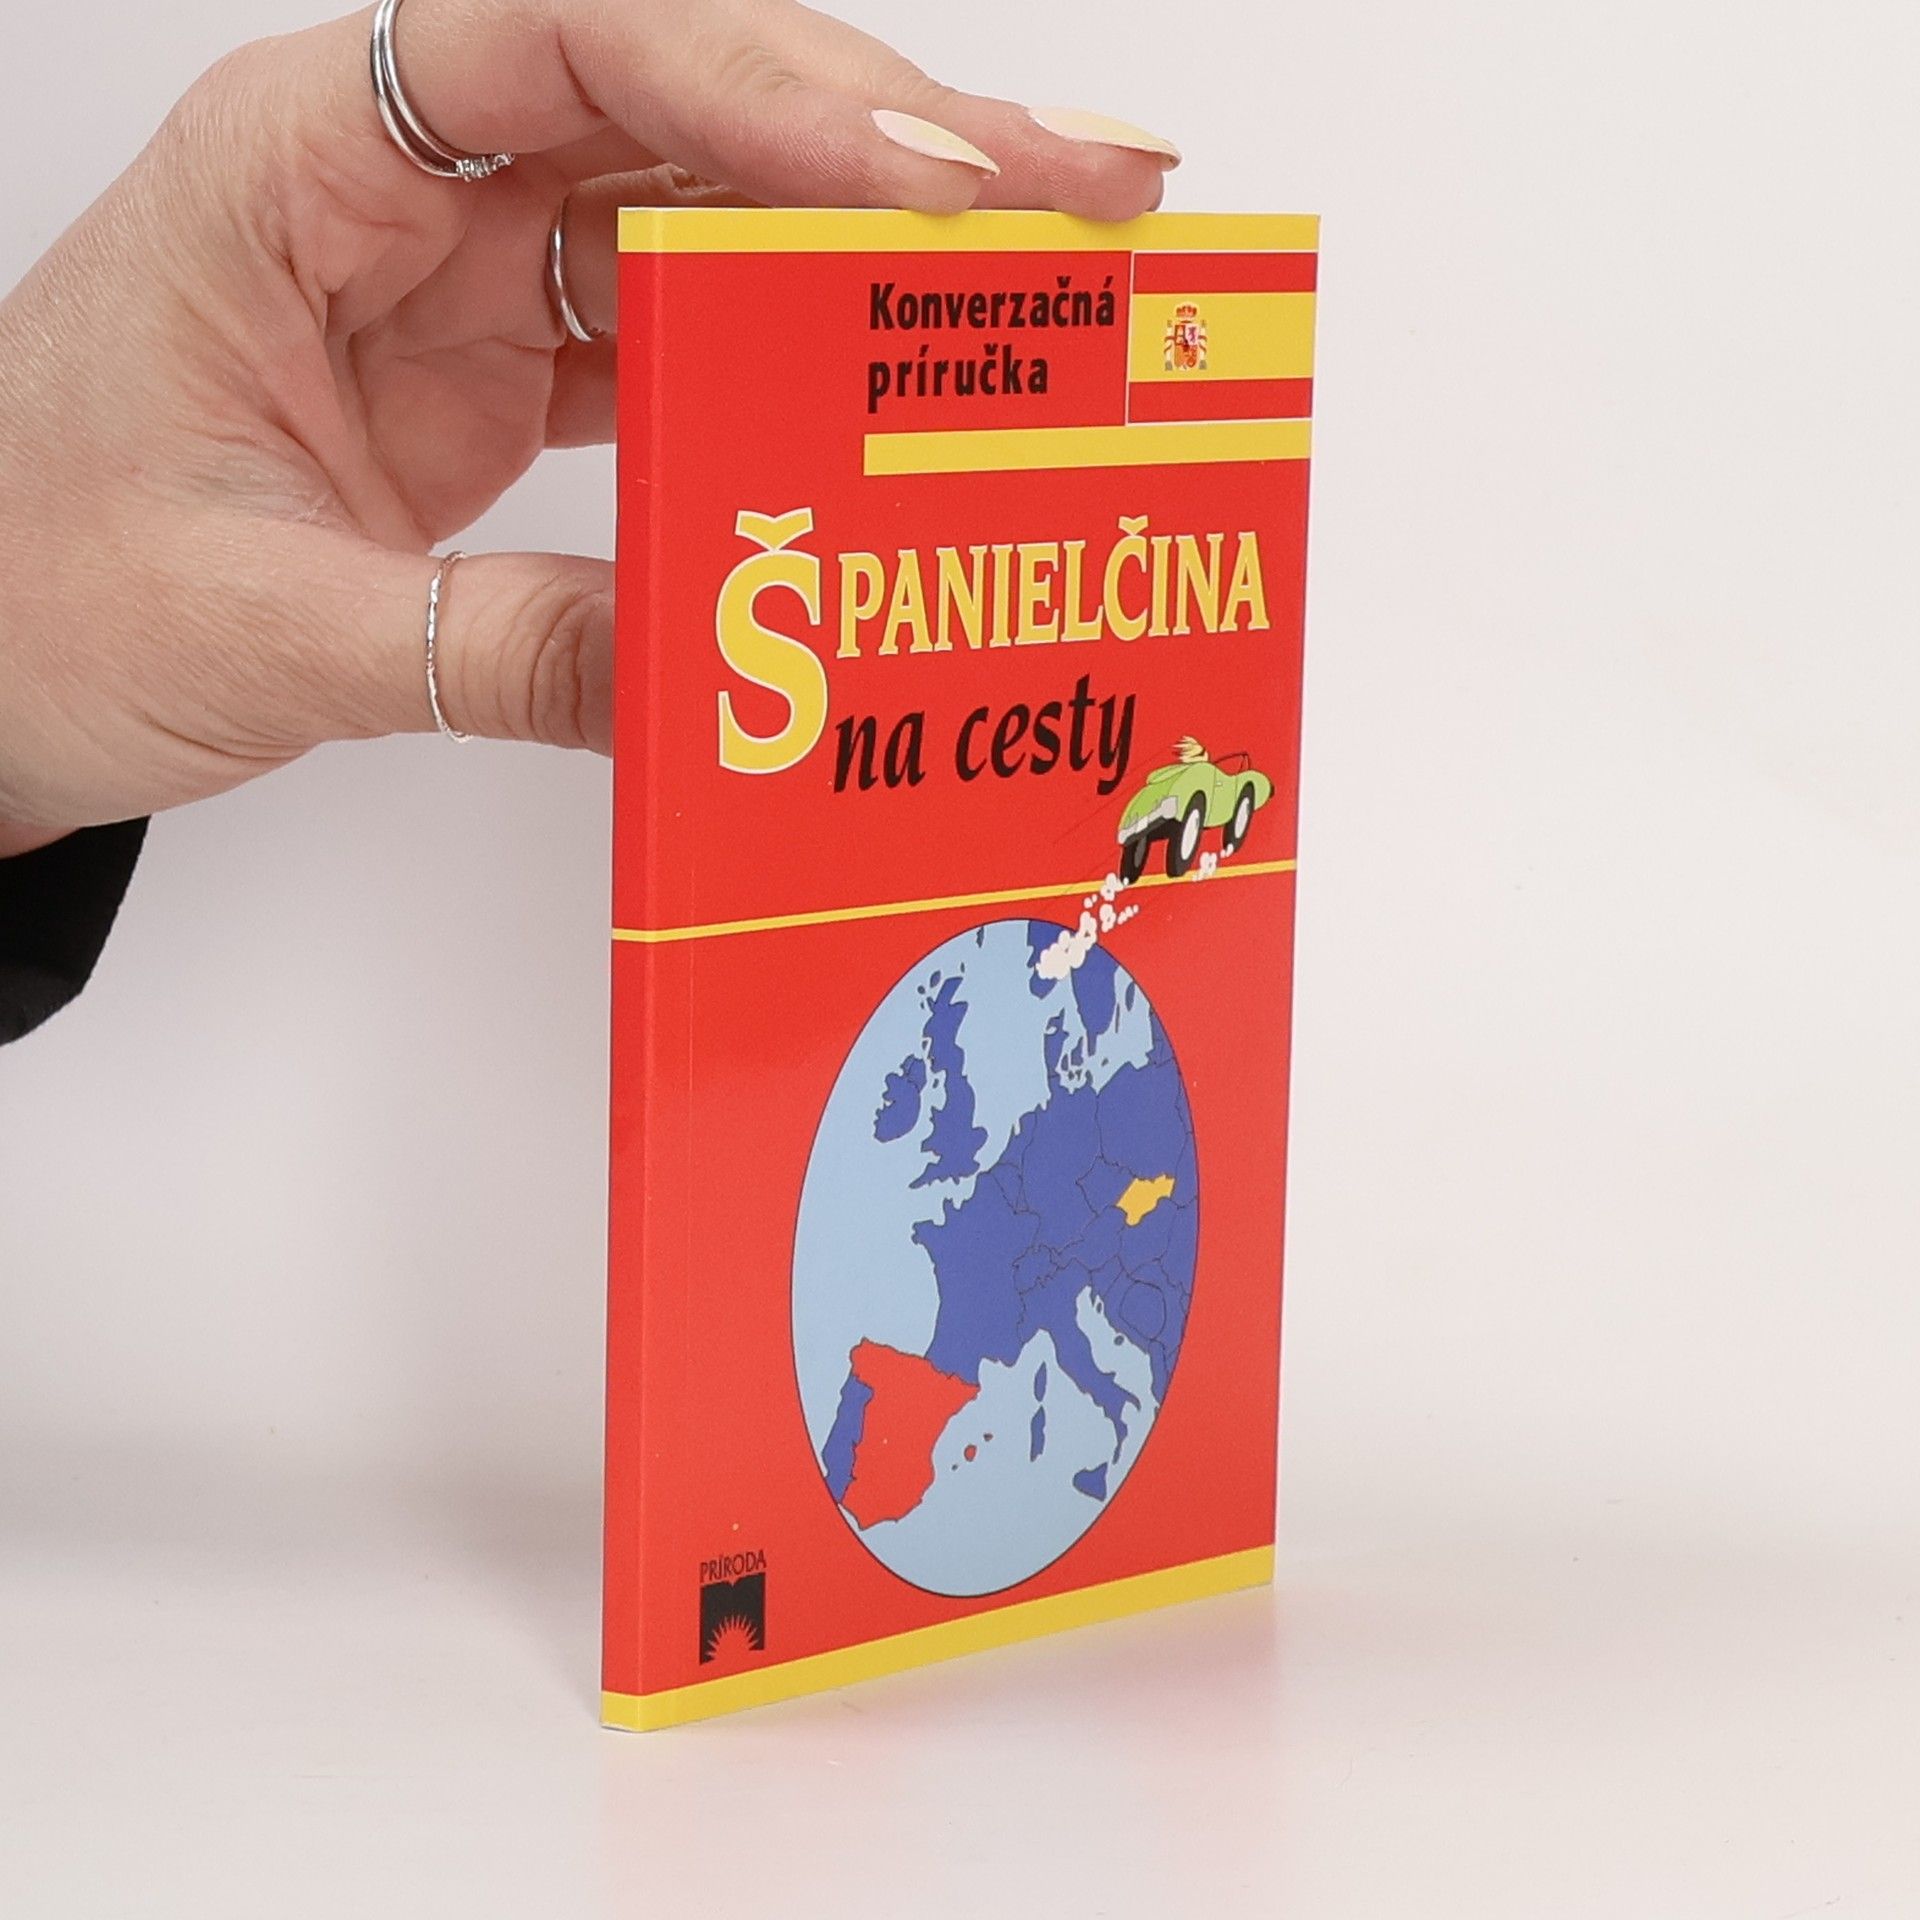 Konverzačná
príručka
ŠPANIELČINA
na cesty
PRÍRODA